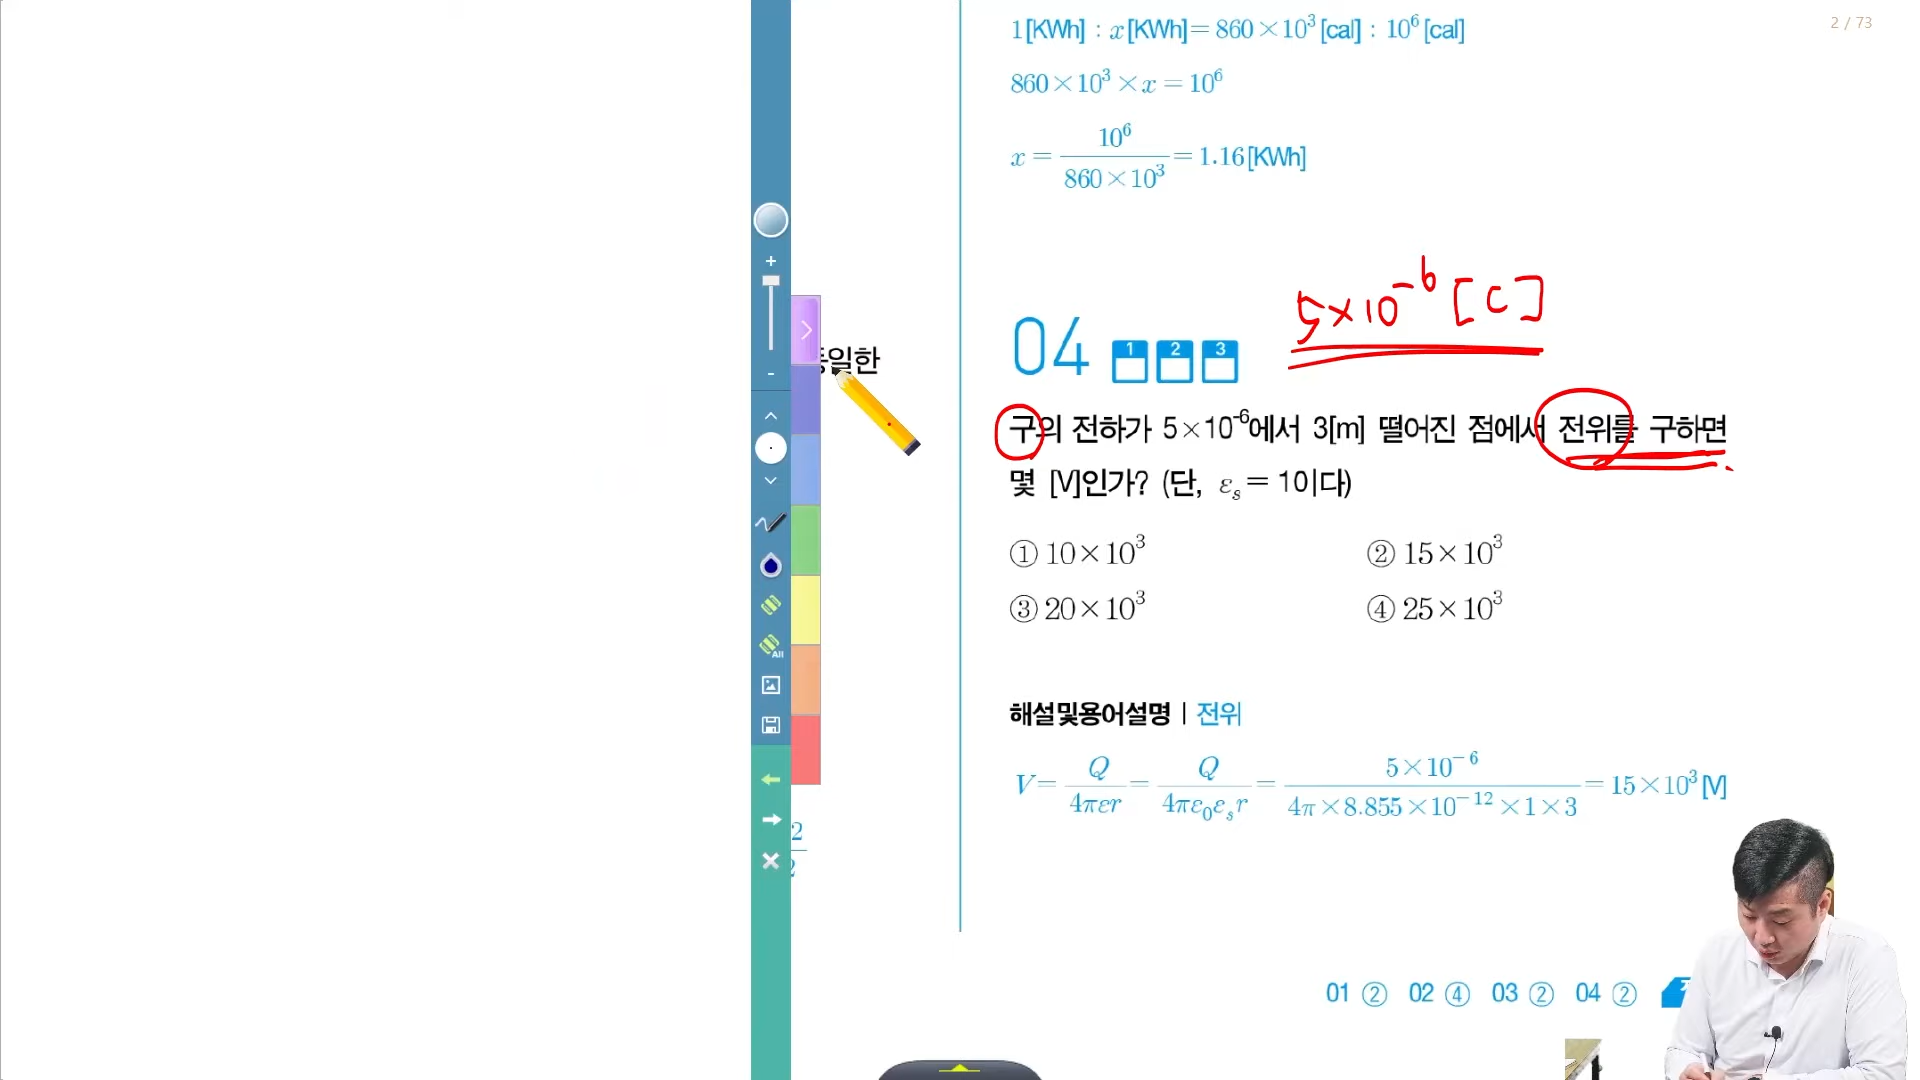 2 / 73
1[KWh] : x[KWh]=860×10³[cal] : 10⁶[cal]
860×10³×x=10⁶
x=10⁶/860×10³=1.16[KWh]
5×10⁻⁶[C]
04 1 2 3
동일한
구의 전하가 5×10⁻⁶에서 3[m] 떨어진 점에서 전위를 구하면
몇 [V]인가? (단, εₛ=1이다)
① 10×10³ ② 15×10³
③ 20×10³ ④ 25×10³
해설및용어설명 | 전위
V=Q/4πεr=Q/4πε₀εₛr=5×10⁻⁶/4π×8.855×10⁻¹²×1×3=15×10³[V]
2
2
01 ② 02 ④ 03 ② 04 ②
All